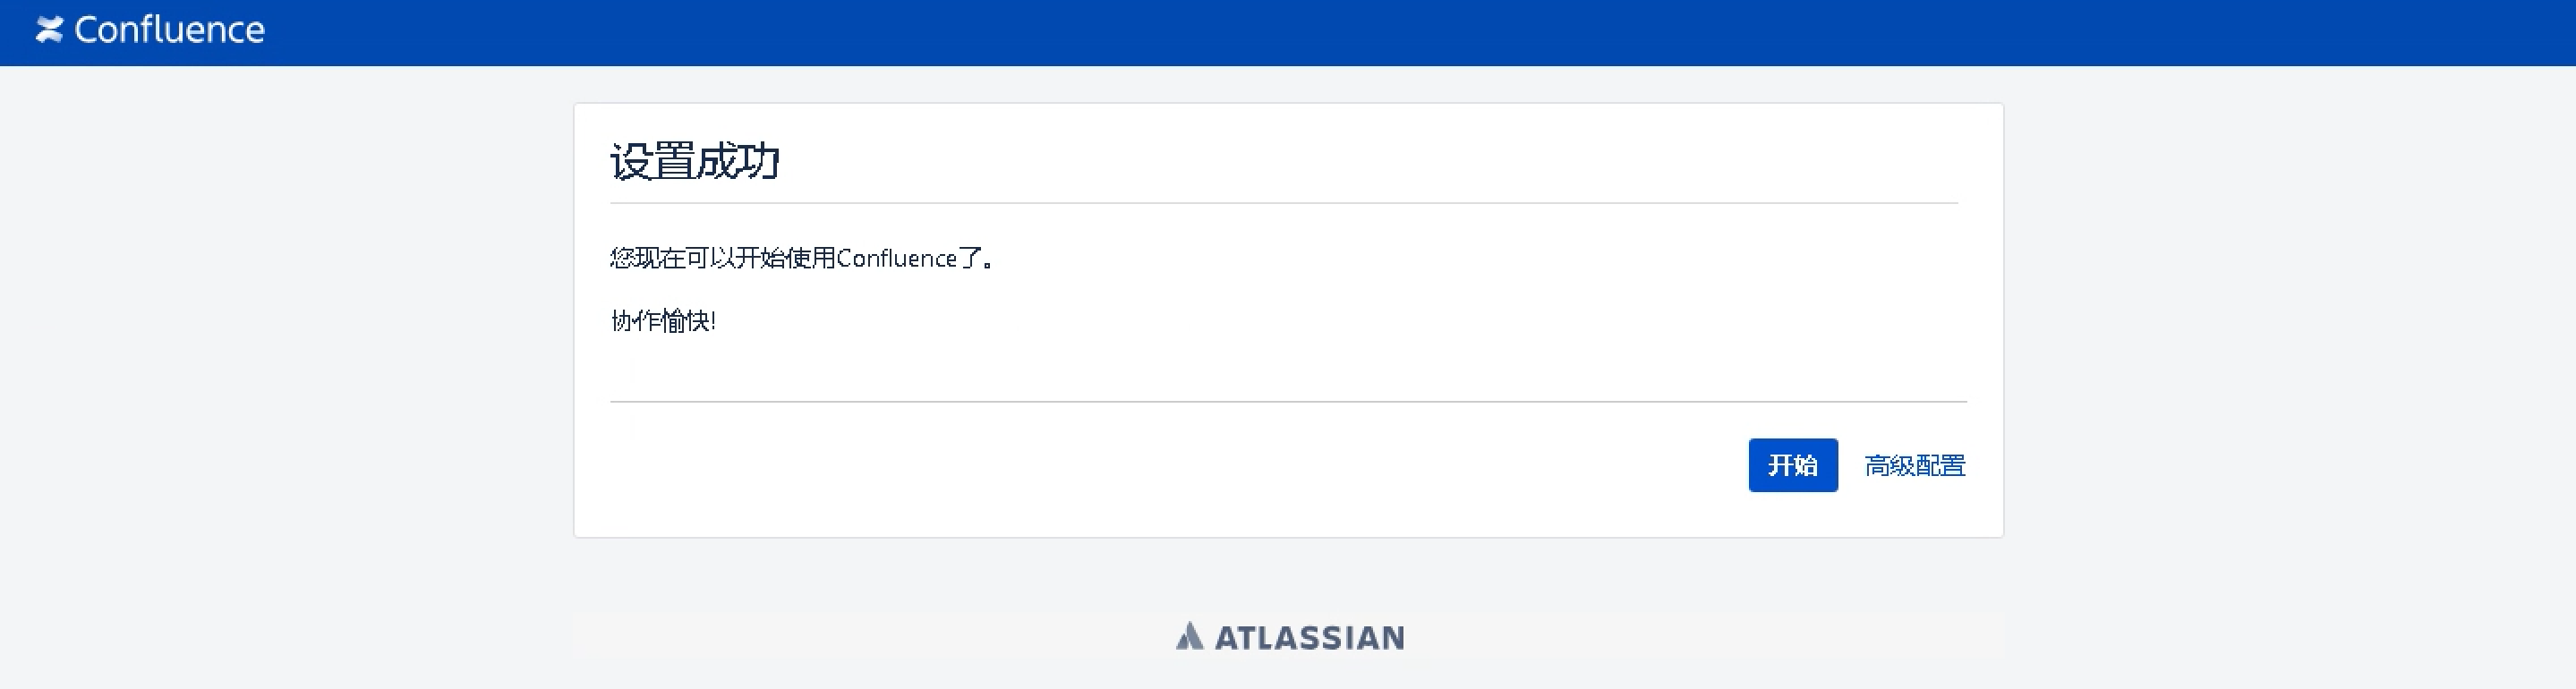 Confluence
设置成功
您现在可以开始使用Confluence了。
协作愉快!
开始 高级配置
ATLASSIAN